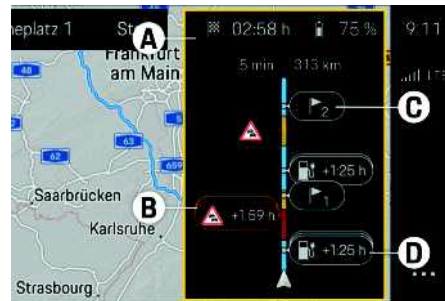 neplatz 1
St
A
02:58 h
75 %
9:11
Frankfurt
am Main
5 min
313 km
LTE
48
C
2
62
63
659
+1:25 h
Saarbrücken
1
B
+1:59 h
Karlsruhe
D
+1:25 h
Strasbourg